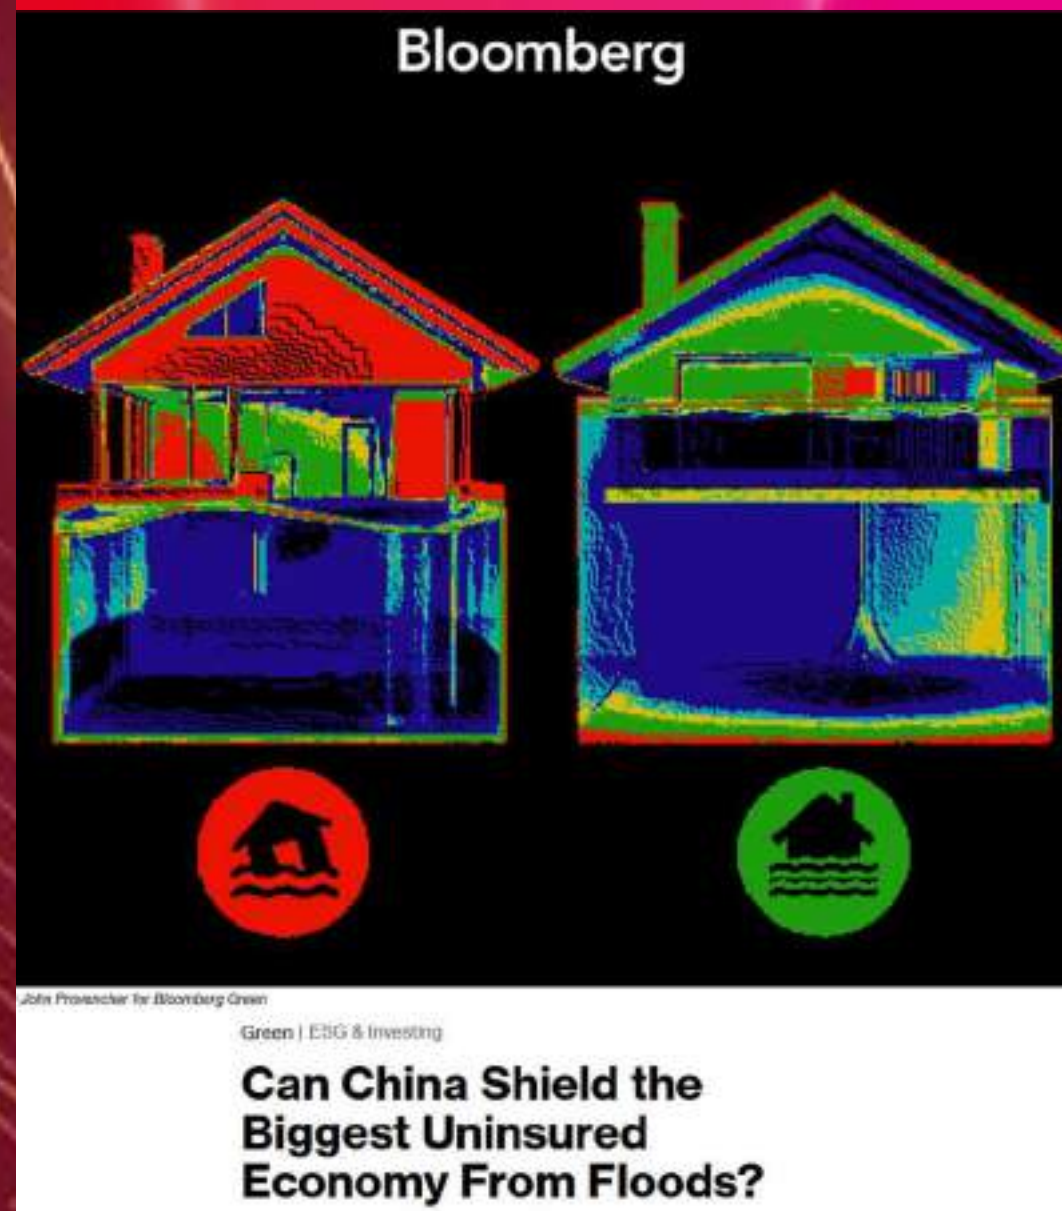 Bloomberg
John Provencher for Bloomberg Green
Green | ESG & Investing
Can China Shield the
Biggest Uninsured
Economy From Floods?